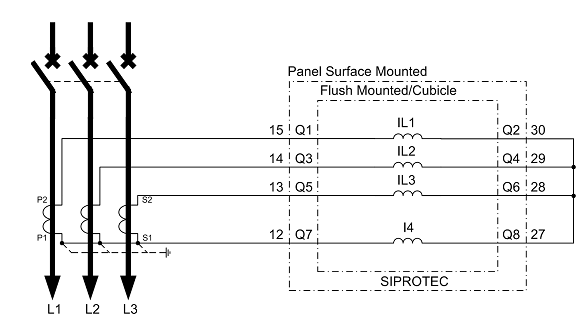 Panel Surface Mounted
Flush Mounted/Cubicle
15 Q1 IL1 Q2 30
14 Q3 IL2 Q4 29
13 Q5 IL3 Q6 28
P2 S2
P1 S1
12 Q7 I4 Q8 27
SIPROTEC
L1 L2 L3